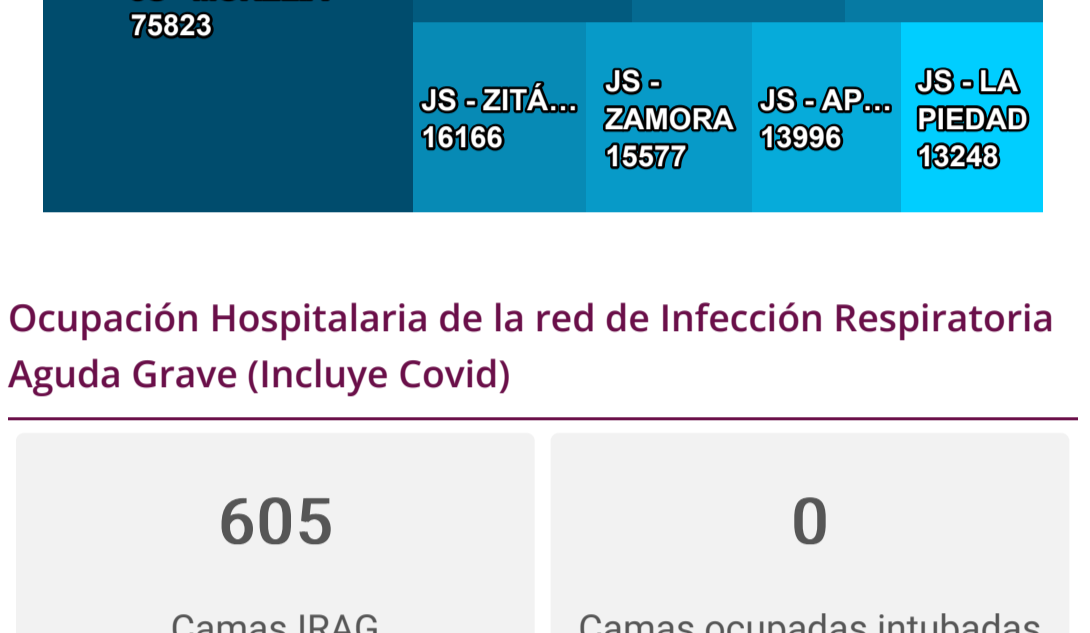 75823
JS - ZITÁ...
16166
JS -
ZAMORA
15577
JS - AP...
13996
JS - LA
PIEDAD
13248
Ocupación Hospitalaria de la red de Infección Respiratoria
Aguda Grave (Incluye Covid)
605
0
Camas IRAG
Camas ocupadas intubadas